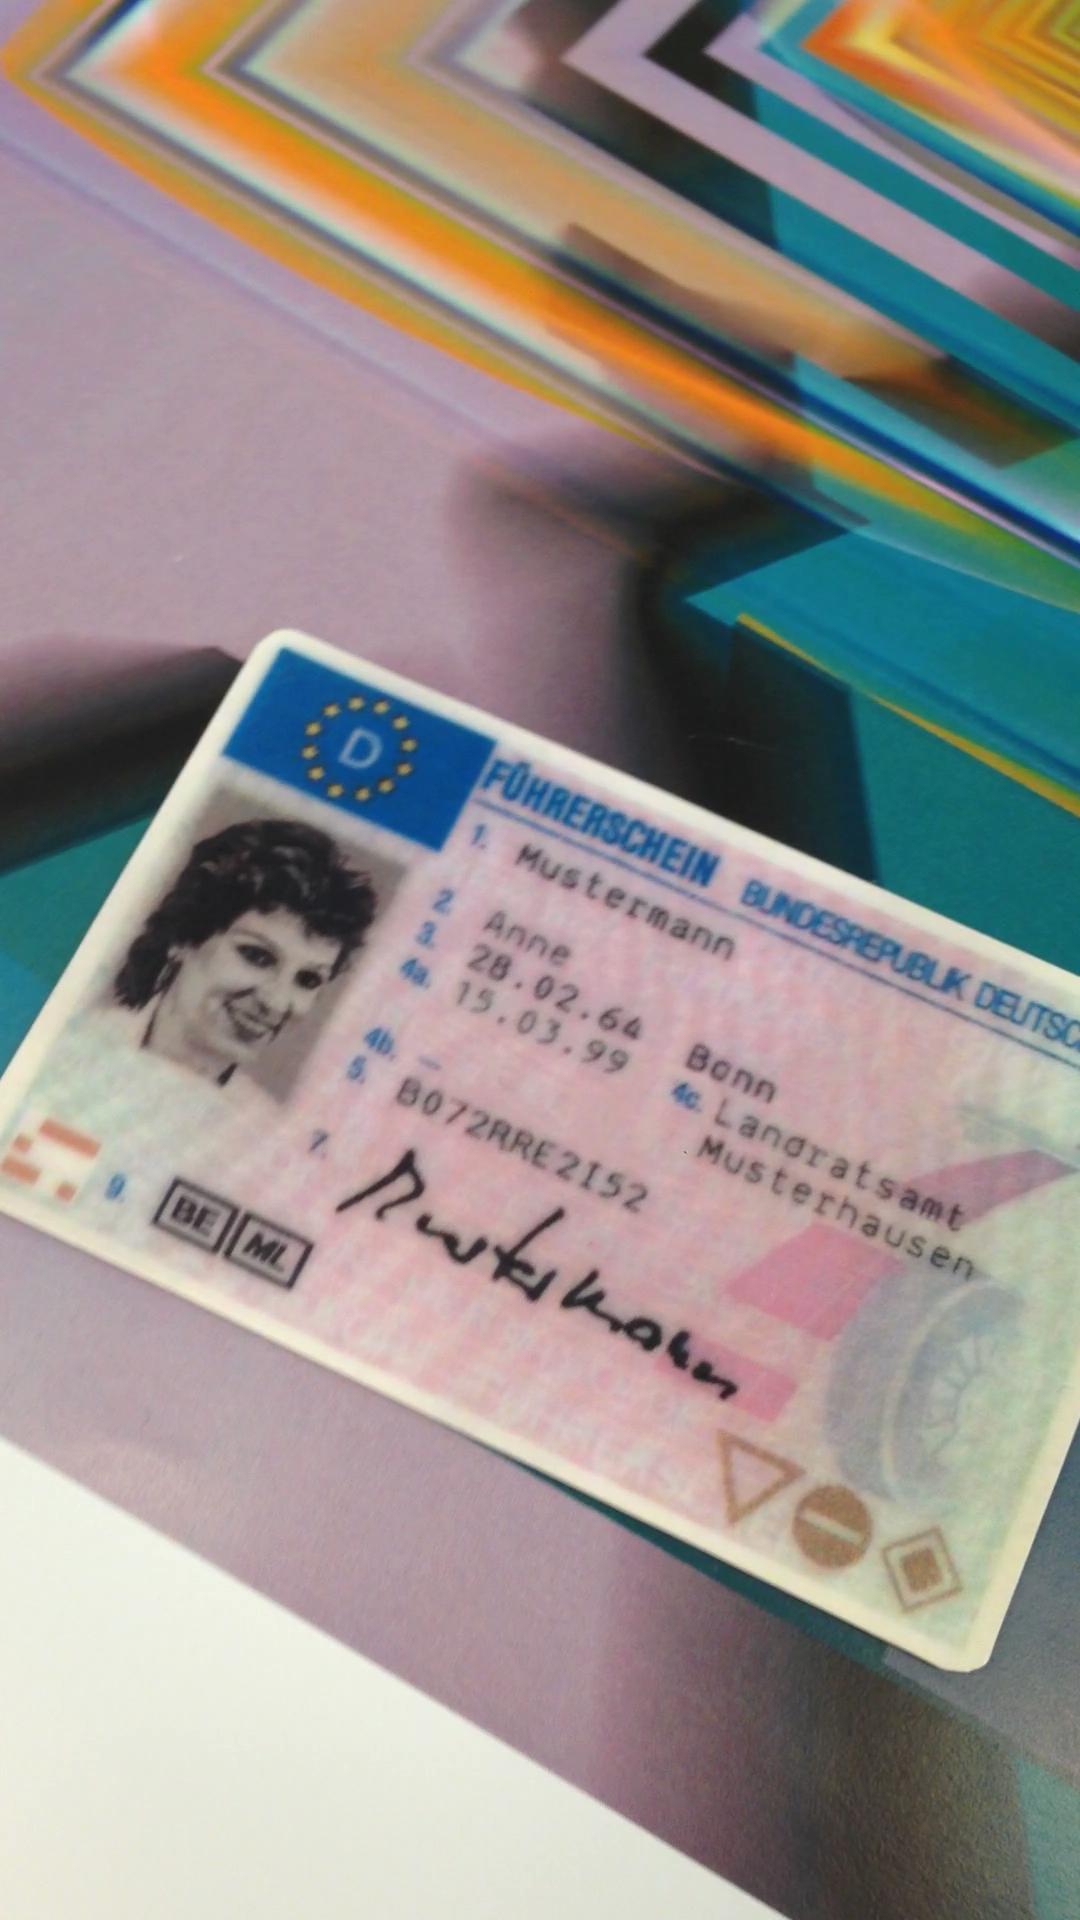 D
FÜHRERSCHEIN BUNDESREPUBLIK DEUTSC
1. Mustermann
2. Anne
3. 28.02.64 Bonn
4a. 15.03.99 4c. Landratsamt
Musterhausen
4b. –
5. B072RRE2I52
7. Mustermann
9. BE ML